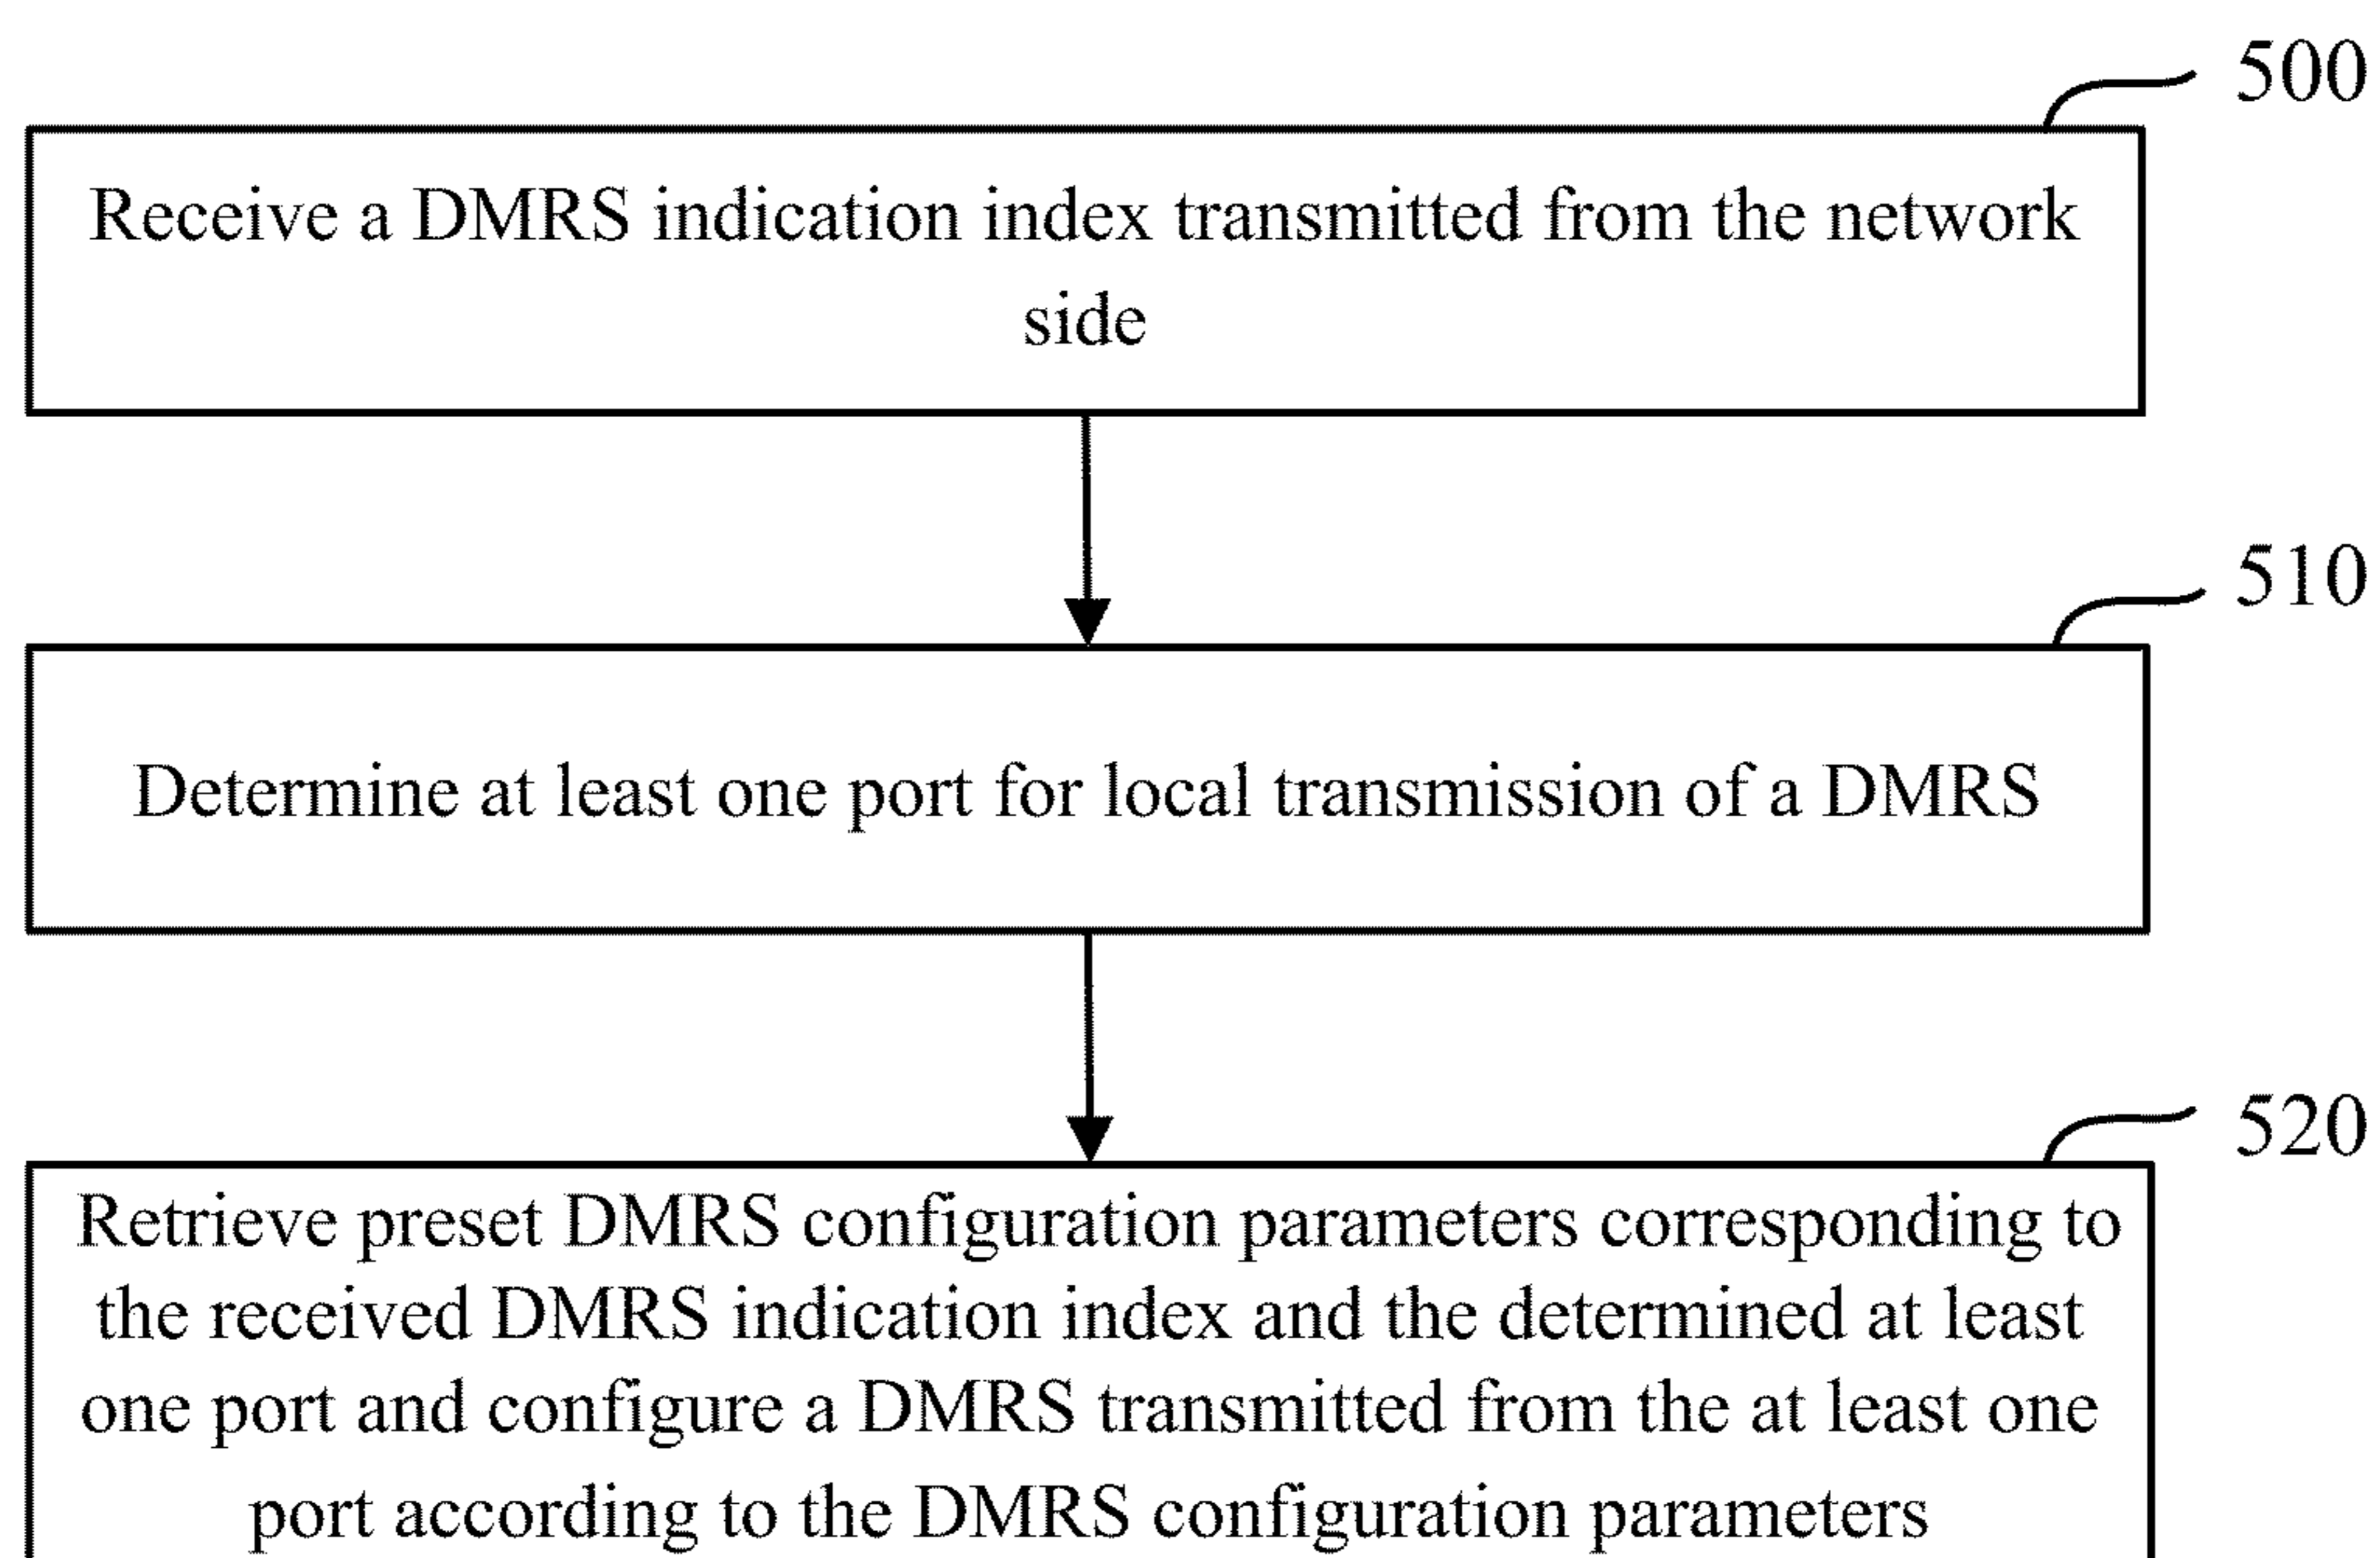 500
Receive a DMRS indication index transmitted from the network
side
510
Determine at least one port for local transmission of a DMRS
520
Retrieve preset DMRS configuration parameters corresponding to
the received DMRS indication index and the determined at least
one port and configure a DMRS transmitted from the at least one
port according to the DMRS configuration parameters